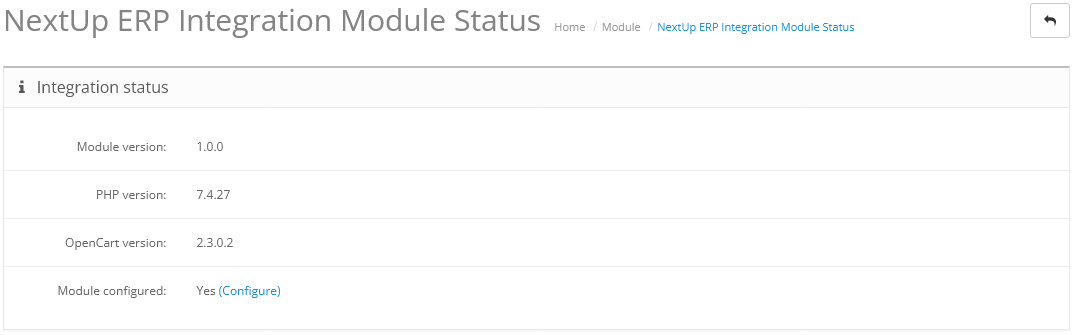 NextUp ERP Integration Module Status Home / Module / NextUp ERP Integration Module Status
Integration status
Module version: 1.0.0
PHP version: 7.4.27
OpenCart version: 2.3.0.2
Module configured: Yes (Configure)